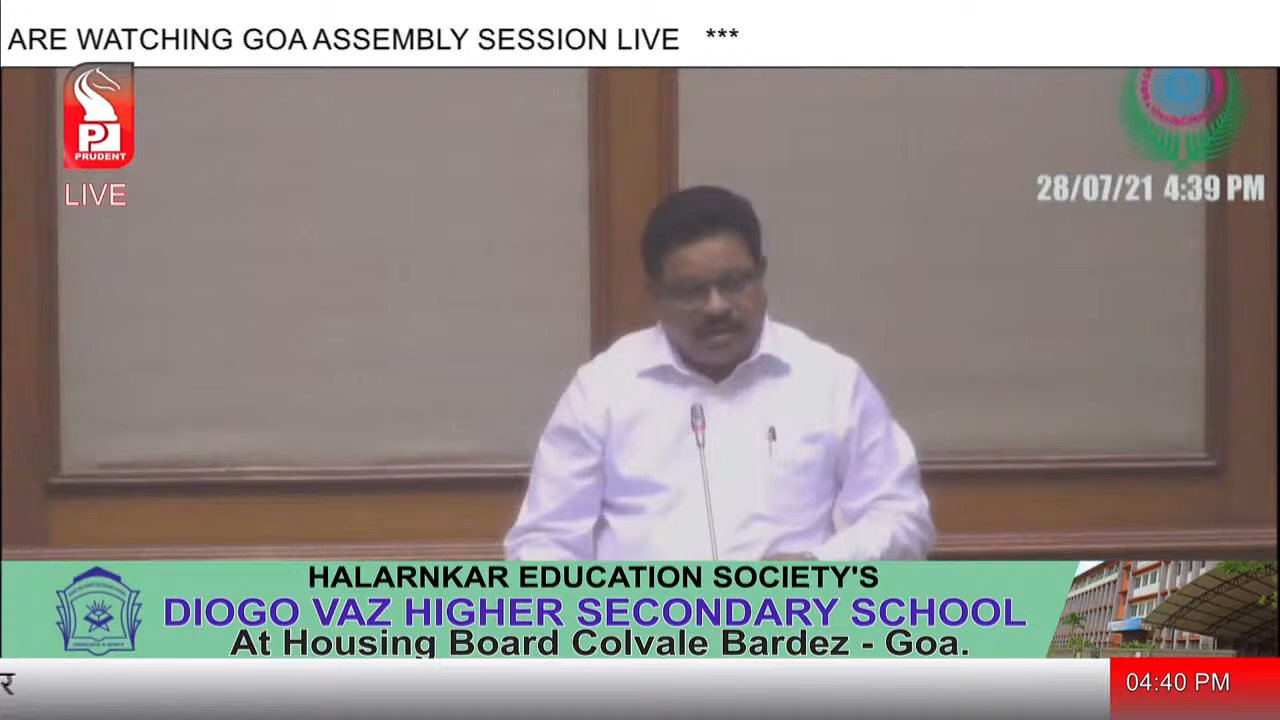 ARE WATCHING GOA ASSEMBLY SESSION LIVE ***
PRUDENT
LIVE
28/07/21 4:39 PM
HALARNKAR EDUCATION SOCIETY'S
DIOGO VAZ HIGHER SECONDARY SCHOOL
At Housing Board Colvale Bardez - Goa.
र
04:40 PM